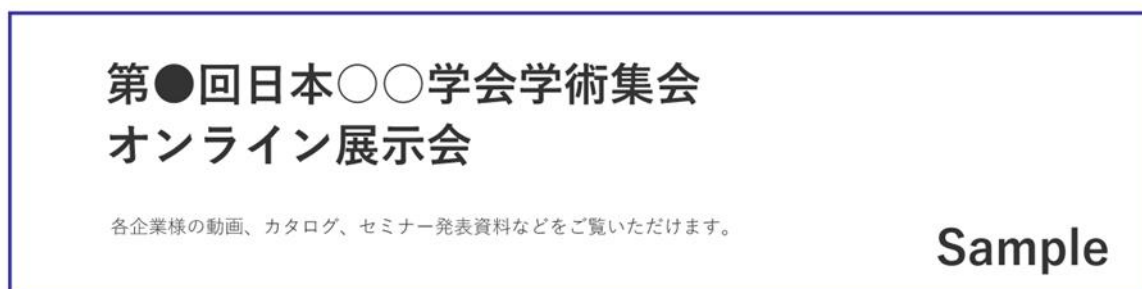 第●回日本○○学会学術集会
オンライン展示会
各企業様の動画、カタログ、セミナー発表資料などをご覧いただけます。
Sample